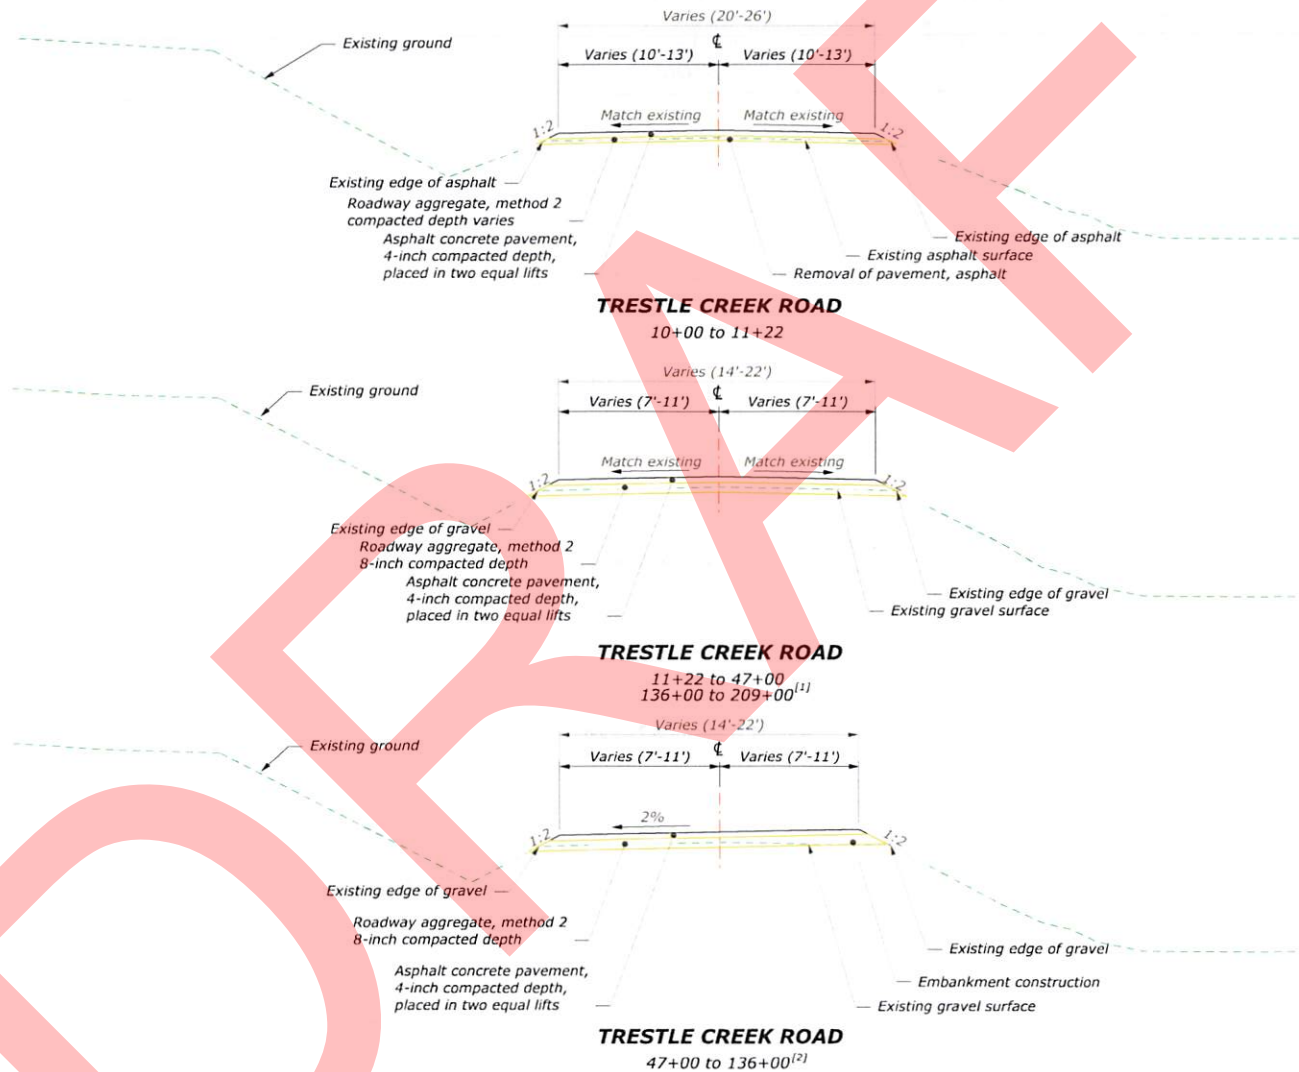 Varies (20'-26')
℄
Varies (10'-13')
Varies (10'-13')
Existing ground
Match existing
Match existing
1:2
1:2
Existing edge of asphalt
Roadway aggregate, method 2
compacted depth varies
Asphalt concrete pavement,
4-inch compacted depth,
placed in two equal lifts
Existing edge of asphalt
Existing asphalt surface
Removal of pavement, asphalt
TRESTLE CREEK ROAD
10+00 to 11+22
Varies (14'-22')
℄
Varies (7'-11')
Varies (7'-11')
Existing ground
Match existing
Match existing
1:2
1:2
Existing edge of gravel
Roadway aggregate, method 2
8-inch compacted depth
Asphalt concrete pavement,
4-inch compacted depth,
placed in two equal lifts
Existing edge of gravel
Existing gravel surface
TRESTLE CREEK ROAD
11+22 to 47+00
136+00 to 209+00[1]
Varies (14'-22')
℄
Varies (7'-11')
Varies (7'-11')
Existing ground
2%
1:2
1:2
Existing edge of gravel
Roadway aggregate, method 2
8-inch compacted depth
Asphalt concrete pavement,
4-inch compacted depth,
placed in two equal lifts
Existing edge of gravel
Embankment construction
Existing gravel surface
TRESTLE CREEK ROAD
47+00 to 136+00[2]
DRAF